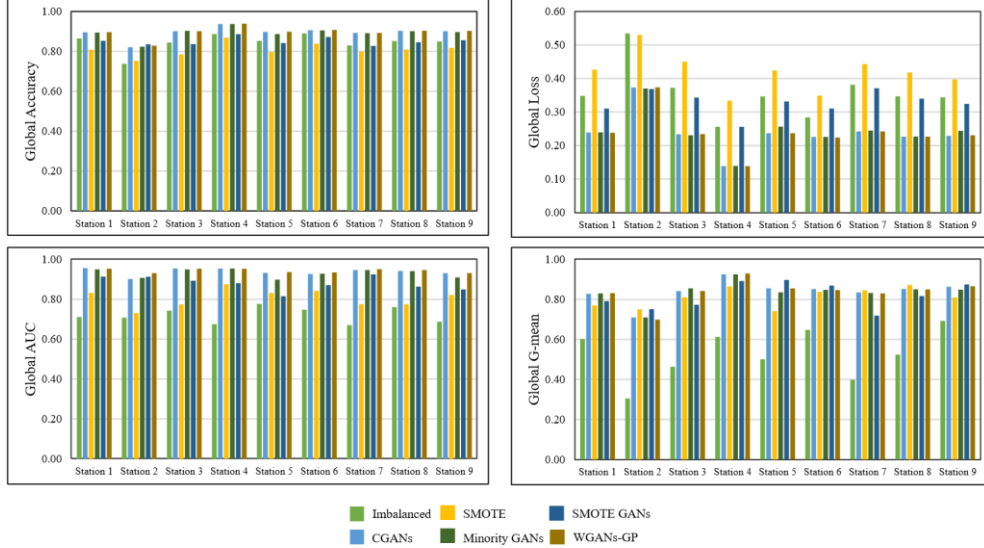 Global Accuracy
1.00
0.80
0.60
0.40
0.20
0.00
Station 1 Station 2 Station 3 Station 4 Station 5 Station 6 Station 7 Station 8 Station 9
Global Loss
0.60
0.50
0.40
0.30
0.20
0.10
0.00
Station 1 Station 2 Station 3 Station 4 Station 5 Station 6 Station 7 Station 8 Station 9
Global AUC
1.00
0.80
0.60
0.40
0.20
0.00
Station 1 Station 2 Station 3 Station 4 Station 5 Station 6 Station 7 Station 8 Station 9
Global G-mean
1.00
0.80
0.60
0.40
0.20
0.00
Station 1 Station 2 Station 3 Station 4 Station 5 Station 6 Station 7 Station 8 Station 9
Imbalanced SMOTE SMOTE GANs
CGANs Minority GANs WGANs-GP